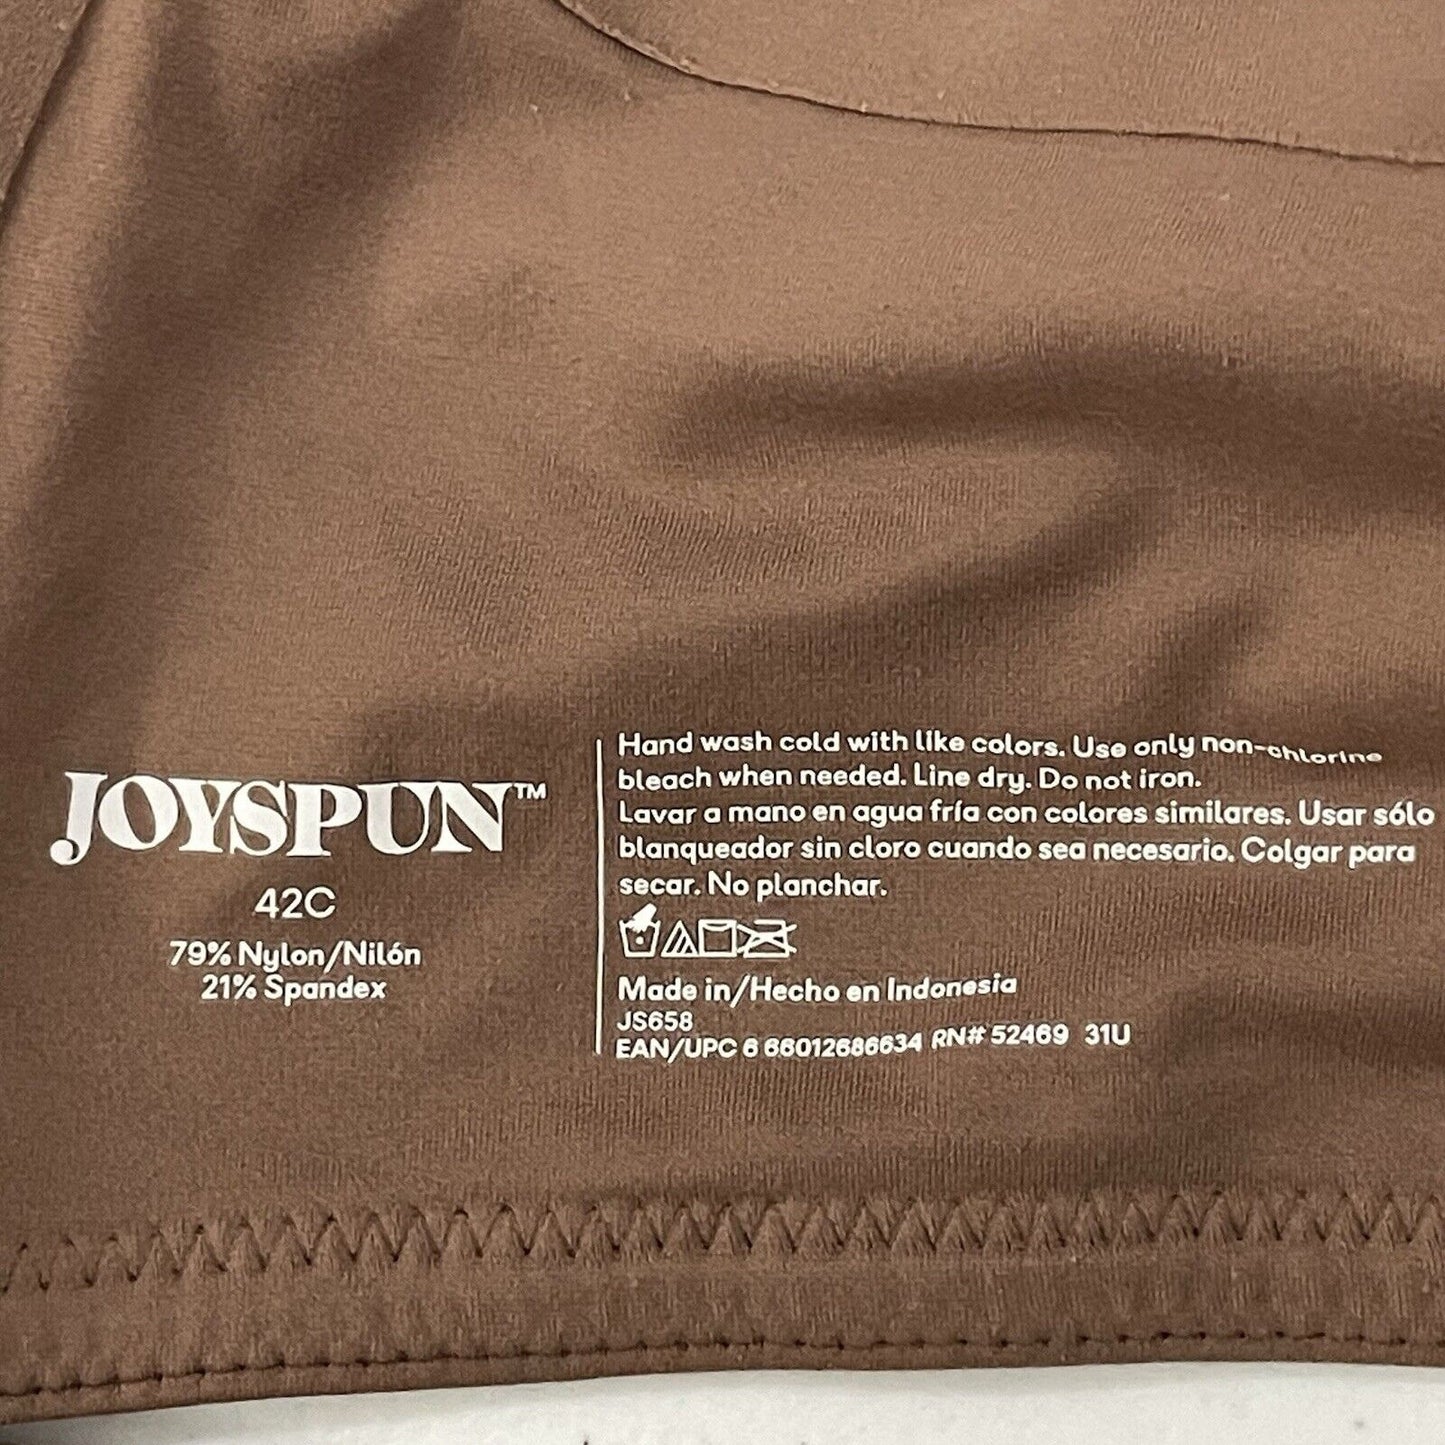 JOYSPUN™
42C
79% Nylon/Nilón
21% Spandex
Hand wash cold with like colors. Use only non-chlorine
bleach when needed. Line dry. Do not iron.
Lavar a mano en agua fría con colores similares. Usar sólo
blanqueador sin cloro cuando sea necesario. Colgar para
secar. No planchar.
Made in/Hecho en Indonesia
JS658
EAN/UPC 6 66012686634 RN# 52469 31U